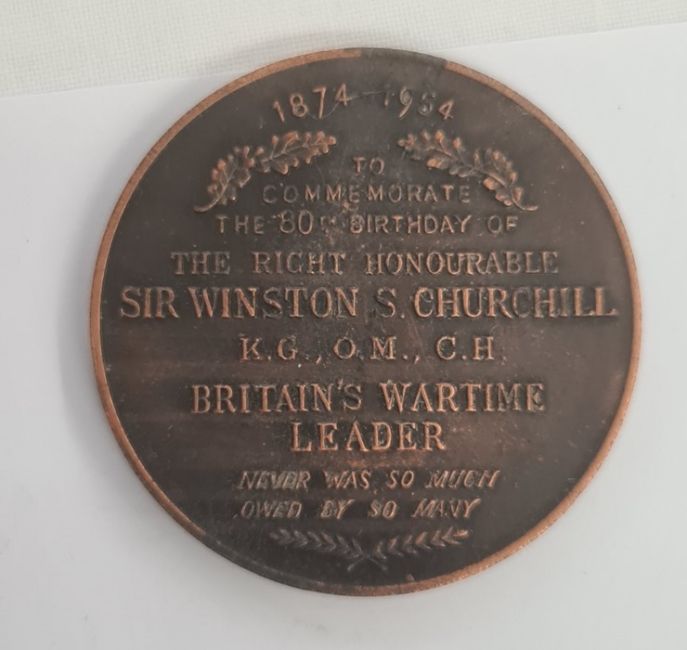 1874 - 1954
TO
COMMEMORATE
THE 80TH BIRTHDAY OF
THE RIGHT HONOURABLE
SIR WINSTON S. CHURCHILL
K.G., O.M., C.H.
BRITAIN'S WARTIME
LEADER
NEVER WAS SO MUCH
OWED BY SO MANY